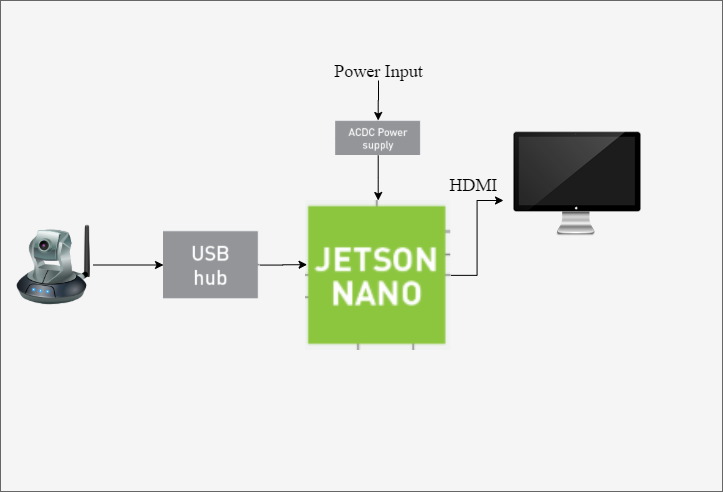 Power Input
ACDC Power
supply
HDMI
USB
hub
JETSON
NANO